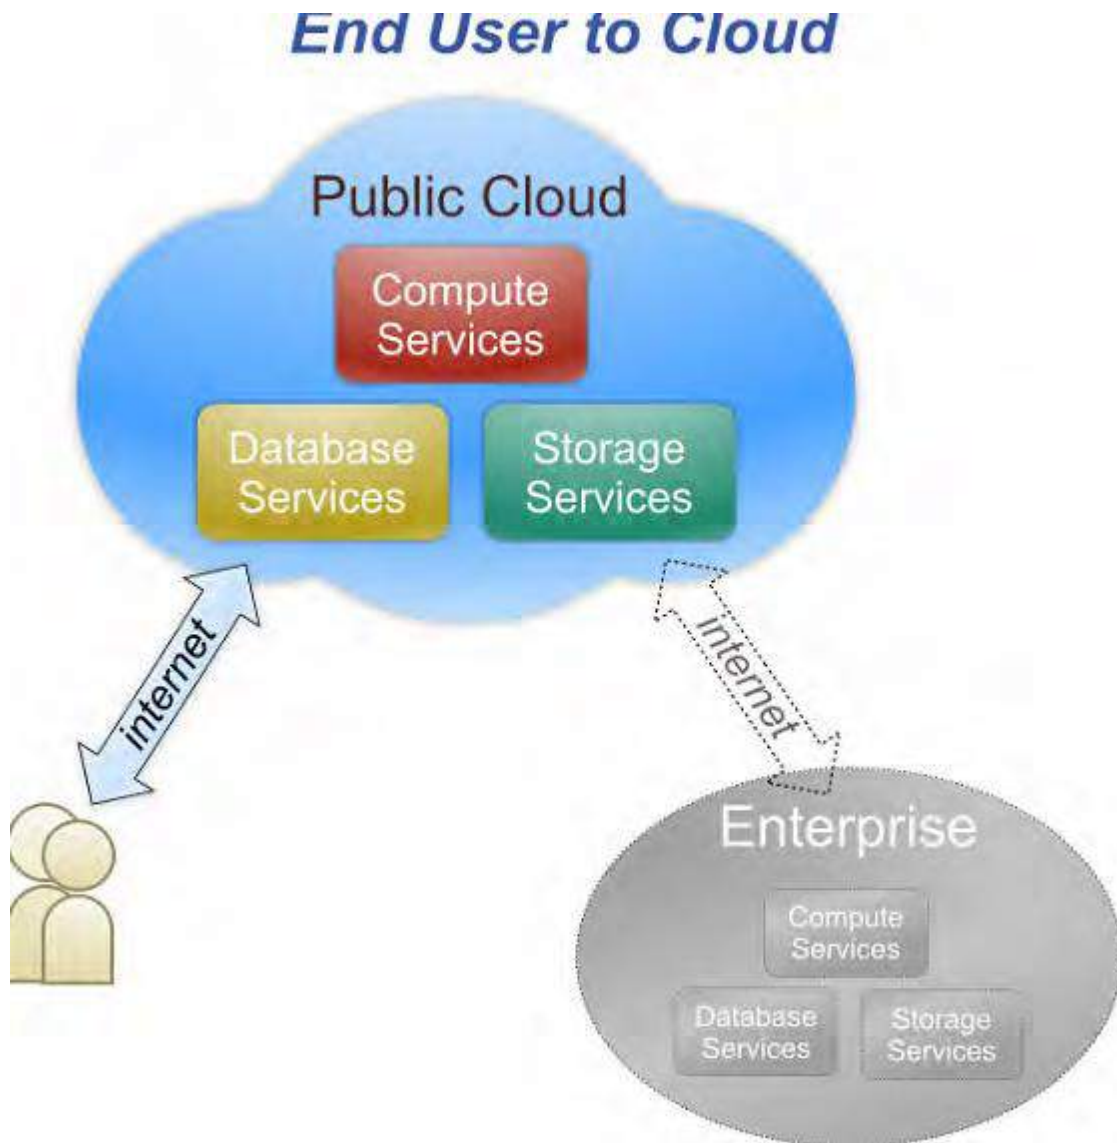 End User to Cloud
Public Cloud
Compute
Services
Database
Services
Storage
Services
internet
internet
Enterprise
Compute
Services
Database
Services
Storage
Services